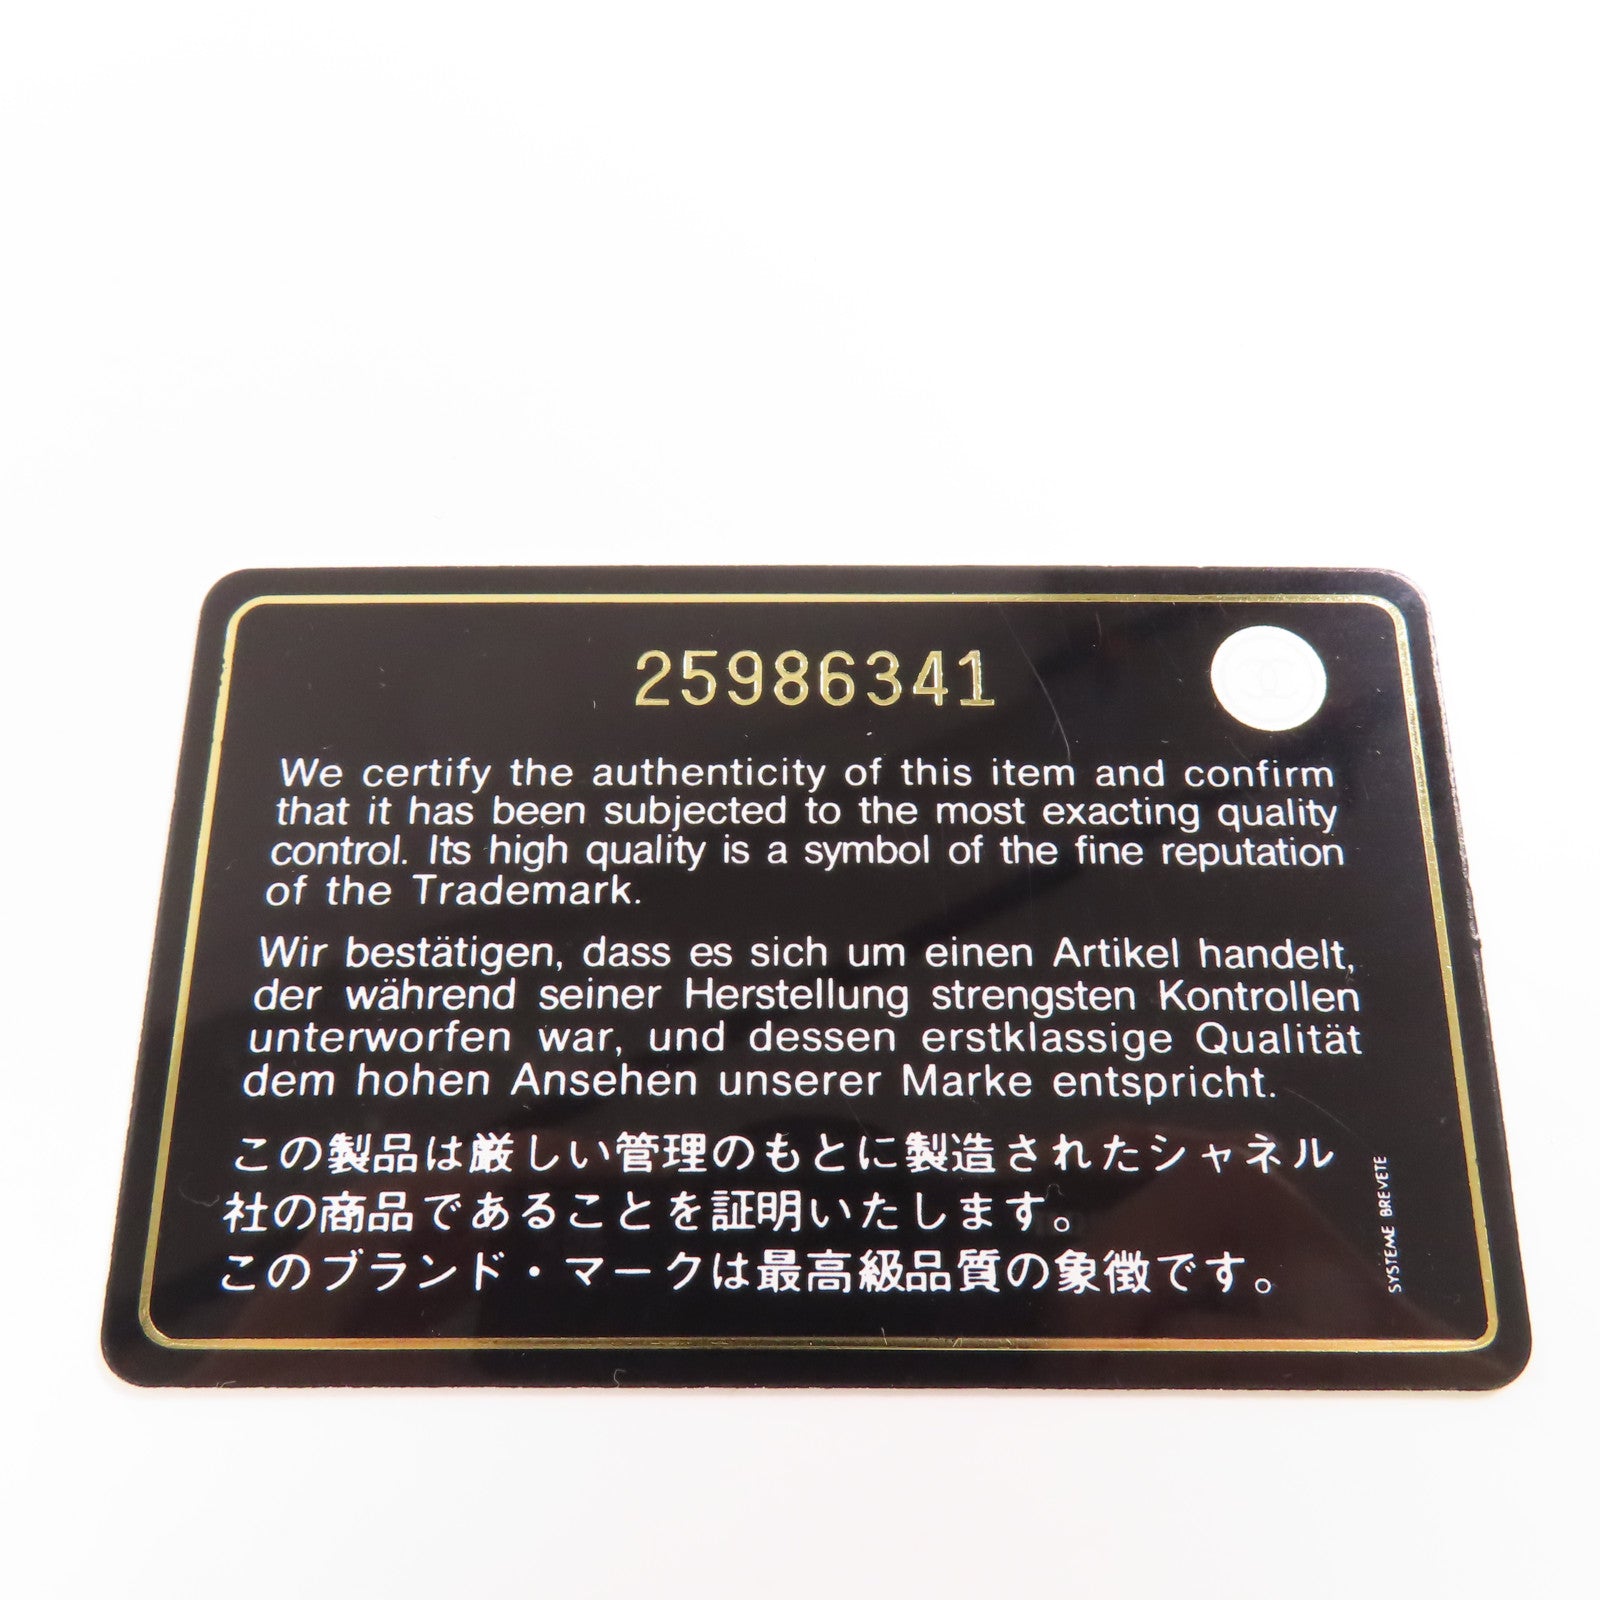 25986341
We certify the authenticity of this item and confirm
that it has been subjected to the most exacting quality
control. Its high quality is a symbol of the fine reputation
of the Trademark.
Wir bestätigen, dass es sich um einen Artikel handelt,
der während seiner Herstellung strengsten Kontrollen
unterworfen war, und dessen erstklassige Qualität
dem hohen Ansehen unserer Marke entspricht.
この製品は厳しい管理のもとに製造されたシャネル
社の商品であることを証明いたします。
このブランド・マークは最高級品質の象徴です。
SYSTEME BREVETE